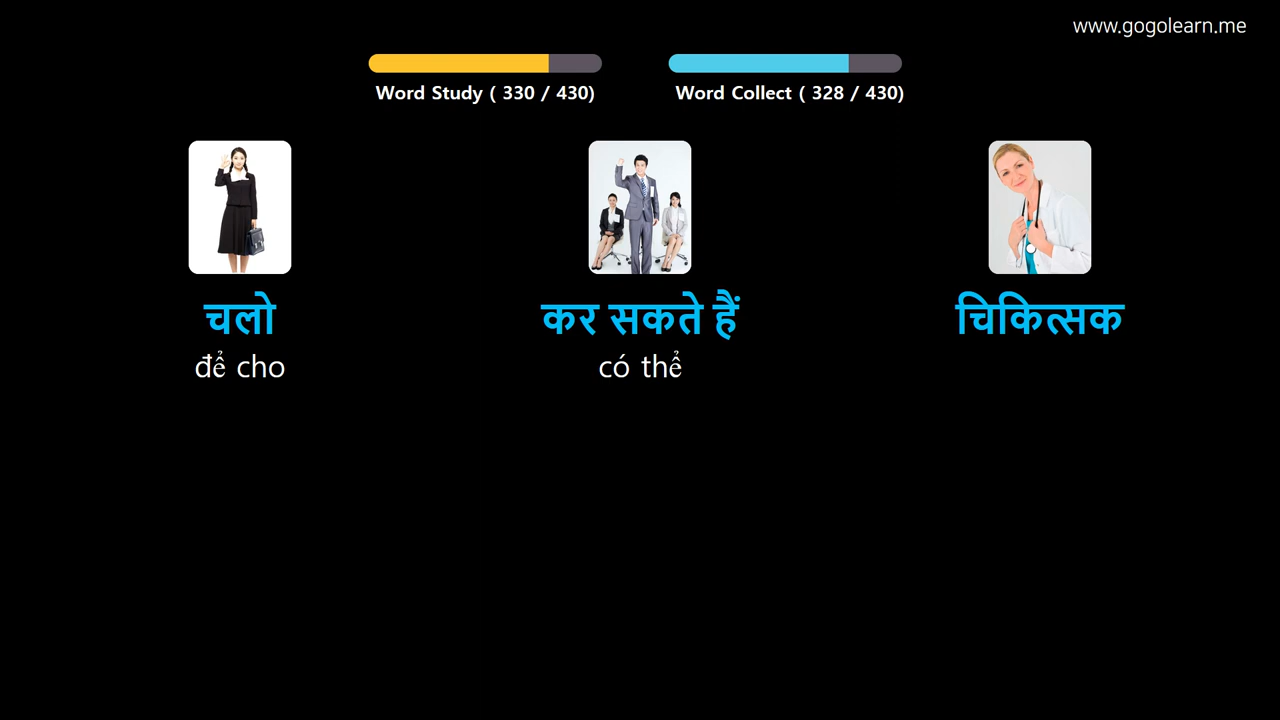 www.gogolearn.me
Word Study ( 330 / 430)
Word Collect ( 328 / 430)
चलो
कर सकते हैं
चिकित्सक
để cho
có thể